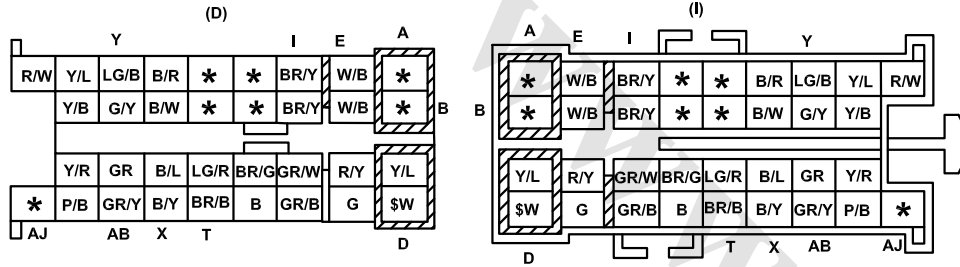 (D)
Y I E A
R/W Y/L LG/B B/R * * BR/Y W/B *
Y/B G/Y B/W * * BR/Y W/B * B
Y/R GR B/L LG/R BR/G GR/W R/Y Y/L
* P/B GR/Y B/Y BR/B B GR/B G $W
AJ AB X T D
(I)
A E I Y
* W/B BR/Y * * B/R LG/B Y/L R/W
B * W/B BR/Y * * B/W G/Y Y/B
Y/L R/Y GR/W BR/G LG/R B/L GR Y/R
$W G GR/B B BR/B B/Y GR/Y P/B *
D T X AB AJ